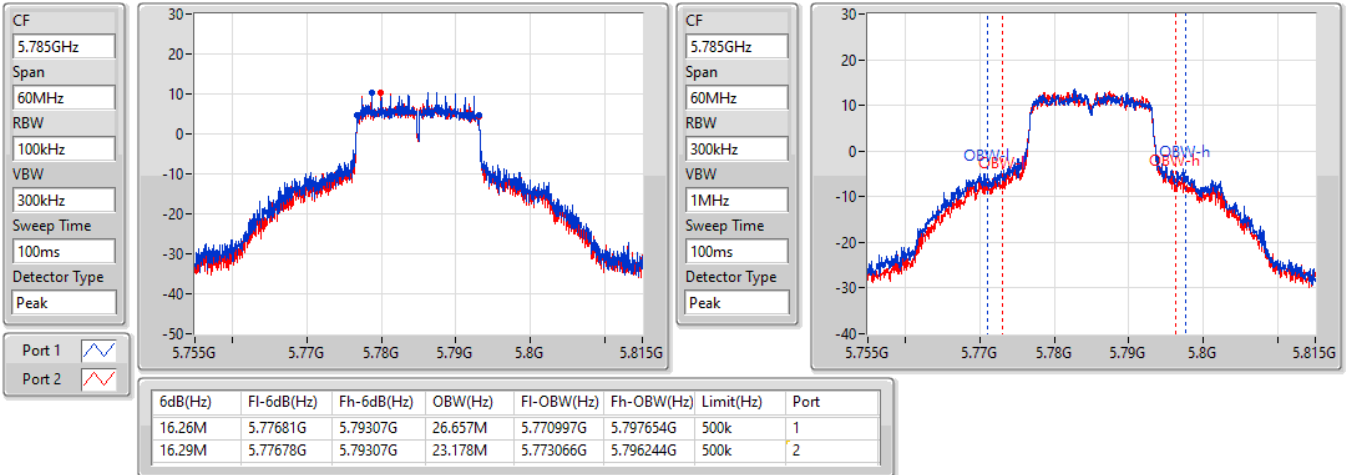 CF
5.785GHz
Span
60MHz
RBW
100kHz
VBW
300kHz
Sweep Time
100ms
Detector Type
Peak
Port 1
Port 2
30
20
10
0
-10
-20
-30
-40
-50
5.755G 5.77G 5.78G 5.79G 5.8G 5.815G
CF
5.785GHz
Span
60MHz
RBW
300kHz
VBW
1MHz
Sweep Time
100ms
Detector Type
Peak
30
20
10
0
-10
-20
-30
-40
OBW-l OBW-h
OBW-h
5.755G 5.77G 5.78G 5.79G 5.8G 5.815G
6dB(Hz) Fl-6dB(Hz) Fh-6dB(Hz) OBW(Hz) Fl-OBW(Hz) Fh-OBW(Hz) Limit(Hz) Port
16.26M 5.77681G 5.79307G 26.657M 5.770997G 5.797654G 500k 1
16.29M 5.77678G 5.79307G 23.178M 5.773066G 5.796244G 500k 2